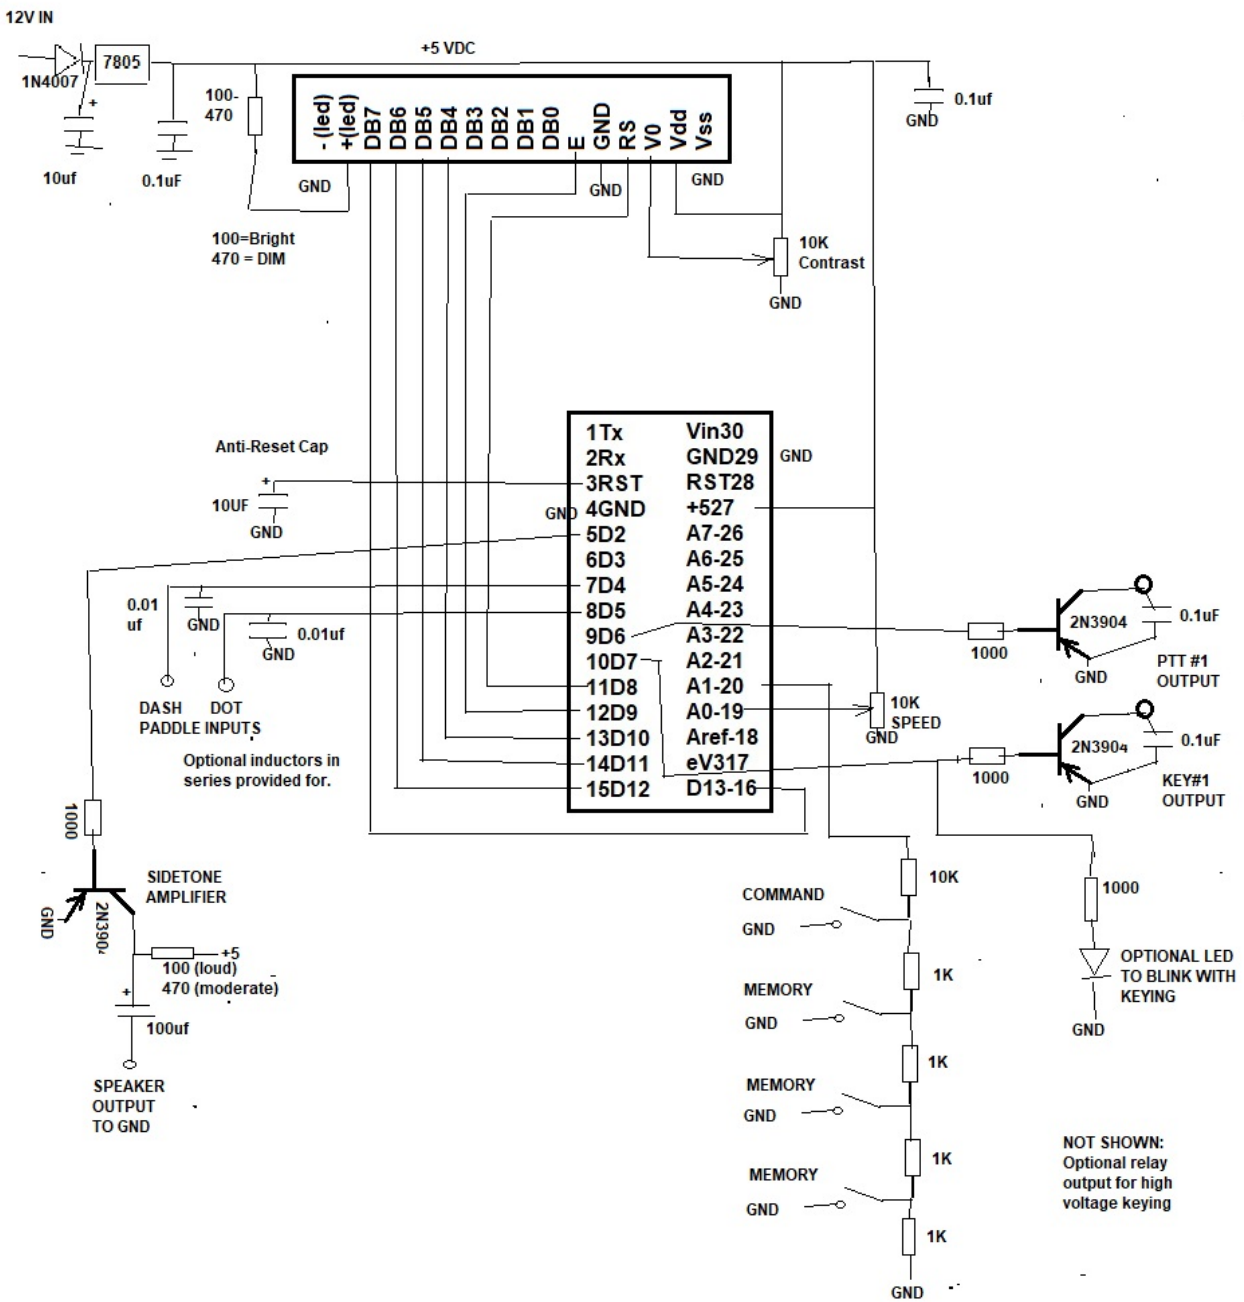 12V IN
1N4007
7805
+5 VDC
+
10uf
0.1uF
100-
470
100=Bright
470 = DIM
-(led)
+(led)
DB7
DB6
DB5
DB4
DB3
DB2
DB1
DB0
E
GND
RS
V0
Vdd
Vss
GND
GND
GND
0.1uf
GND
10K
Contrast
GND
Anti-Reset Cap
+
10UF
GND
GND
1Tx
2Rx
3RST
4GND
5D2
6D3
7D4
8D5
9D6
10D7
11D8
12D9
13D10
14D11
15D12
Vin30
GND29
RST28
+527
A7-26
A6-25
A5-24
A4-23
A3-22
A2-21
A1-20
A0-19
Aref-18
eV317
D13-16
GND
0.01
uf
GND
0.01uf
GND
DASH DOT
PADDLE INPUTS
Optional inductors in
series provided for.
10K
SPEED
GND
1000
2N3904
0.1uF
GND
PTT #1
OUTPUT
1000
2N3904
0.1uF
GND
KEY#1
OUTPUT
1000
SIDETONE
AMPLIFIER
GND
2N3904
+5
100 (loud)
470 (moderate)
+
100uf
SPEAKER
OUTPUT
TO GND
10K
COMMAND
GND
1K
MEMORY
GND
1K
MEMORY
GND
1K
MEMORY
GND
1K
GND
1000
OPTIONAL LED
TO BLINK WITH
KEYING
GND
NOT SHOWN:
Optional relay
output for high
voltage keying